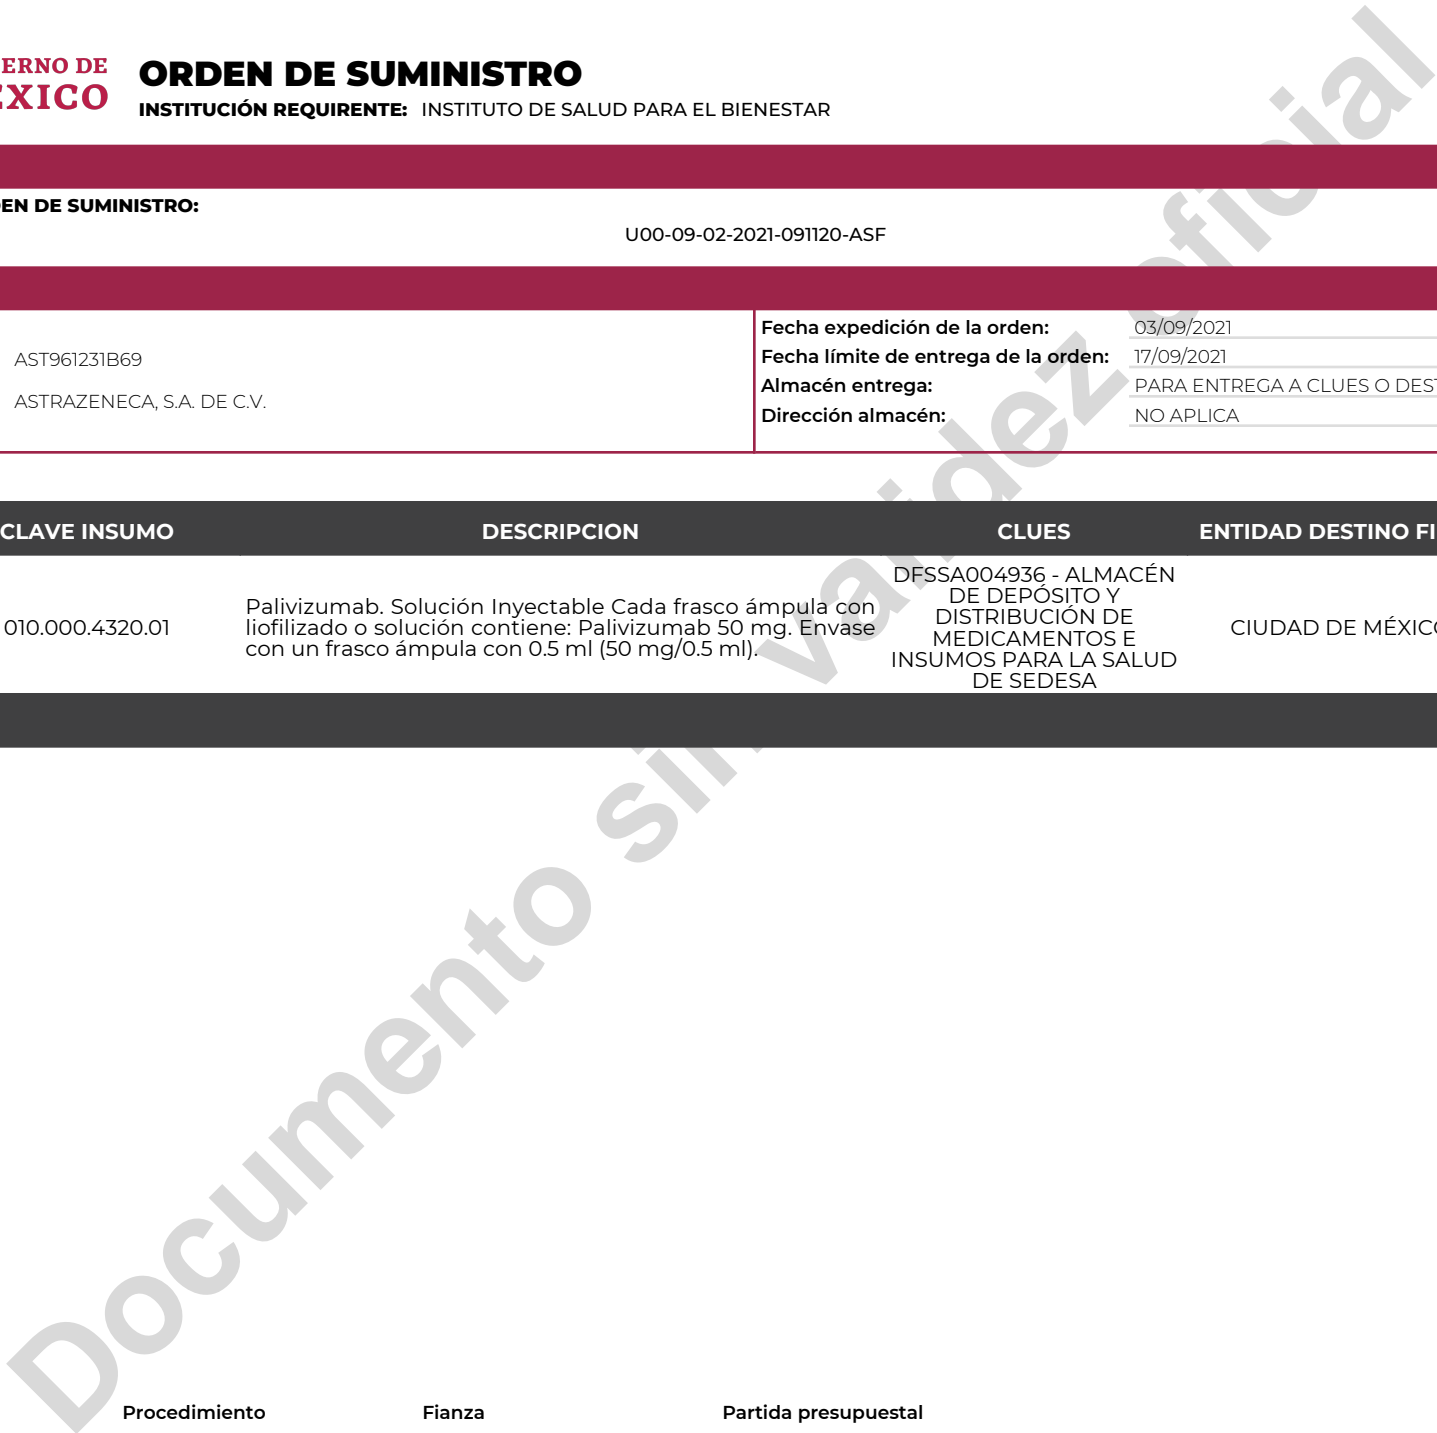 ERNO DE
ÉXICO
ORDEN DE SUMINISTRO
INSTITUCIÓN REQUIRENTE: INSTITUTO DE SALUD PARA EL BIENESTAR
EN DE SUMINISTRO:
U00-09-02-2021-091120-ASF
AST961231B69
ASTRAZENECA, S.A. DE C.V.
Fecha expedición de la orden: 03/09/2021
Fecha límite de entrega de la orden: 17/09/2021
Almacén entrega: PARA ENTREGA A CLUES O DEST
Dirección almacén: NO APLICA
CLAVE INSUMO DESCRIPCION CLUES ENTIDAD DESTINO FI
010.000.4320.01
Palivizumab. Solución Inyectable Cada frasco ámpula con
liofilizado o solución contiene: Palivizumab 50 mg. Envase
con un frasco ámpula con 0.5 ml (50 mg/0.5 ml).
DFSSA004936 - ALMACÉN
DE DEPÓSITO Y
DISTRIBUCIÓN DE
MEDICAMENTOS E
INSUMOS PARA LA SALUD
DE SEDESA
CIUDAD DE MÉXICO
Documento sin validez oficial
Procedimiento Fianza Partida presupuestal